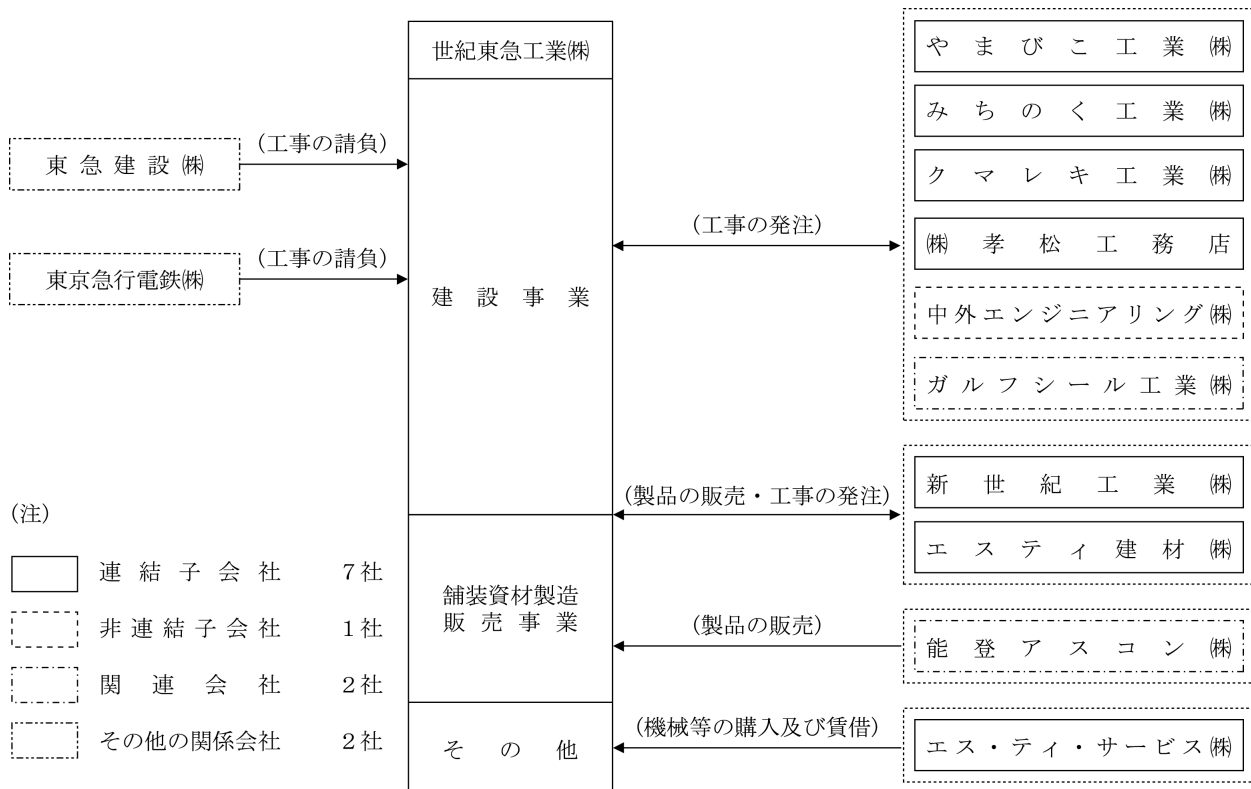 世紀東急工業㈱
東急建設㈱
(工事の請負)
東京急行電鉄㈱
(工事の請負)
建設事業
(工事の発注)
やまびこ工業㈱
みちのく工業㈱
クマレキ工業㈱
㈱孝松工務店
中外エンジニアリング㈱
ガルフシール工業㈱
(製品の販売・工事の発注)
新世紀工業㈱
エスティ建材㈱
舗装資材製造
販売事業
(製品の販売)
能登アスコン㈱
その他
(機械等の購入及び賃借)
エス・ティ・サービス㈱
(注)
連結子会社 7社
非連結子会社 1社
関連会社 2社
その他の関係会社 2社